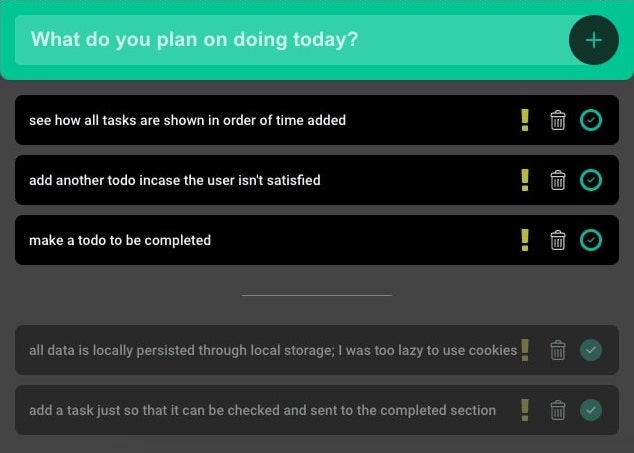 What do you plan on doing today?
see how all tasks are shown in order of time added
add another todo incase the user isn't satisfied
make a todo to be completed
all data is locally persisted through local storage; I was too lazy to use cookies
add a task just so that it can be checked and sent to the completed section